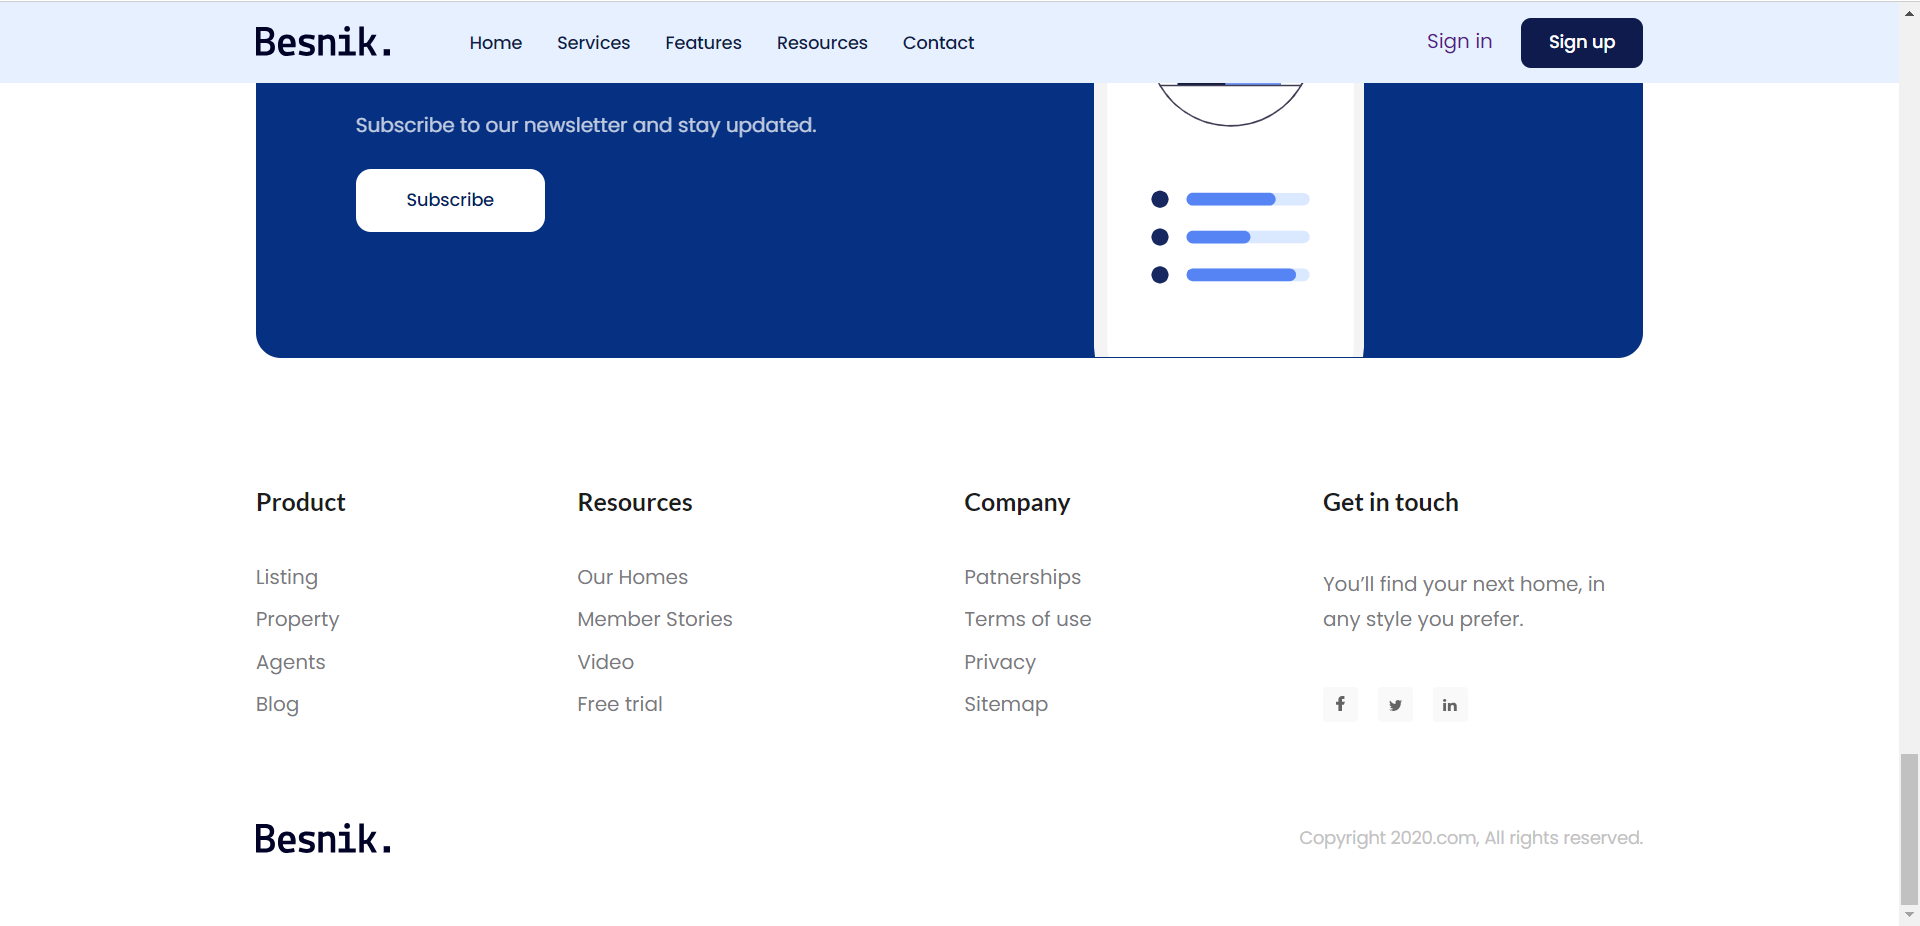 Besnik.
Home
Services
Features
Resources
Contact
Sign in
Sign up
Subscribe to our newsletter and stay updated.
Subscribe
Product
Listing
Property
Agents
Blog
Resources
Our Homes
Member Stories
Video
Free trial
Company
Patnerships
Terms of use
Privacy
Sitemap
Get in touch
You’ll find your next home, in
any style you prefer.
Besnik.
Copyright 2020.com, All rights reserved.